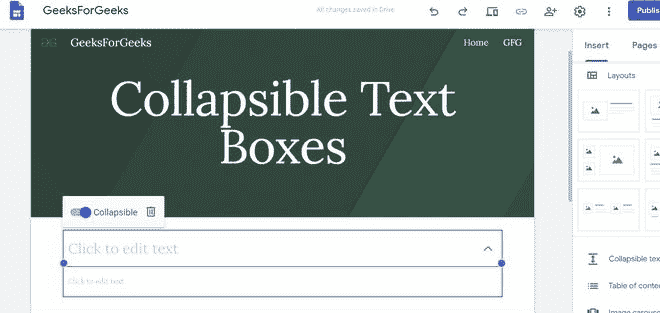 GeeksForGeeks
All changes saved in Drive
Publis
GeeksForGeeks
Home GFG
Insert Pages
Collapsible Text
Boxes
Layouts
Collapsible
Click to edit text
Click to edit text
Collapsible tex
Table of conte
Image carouse